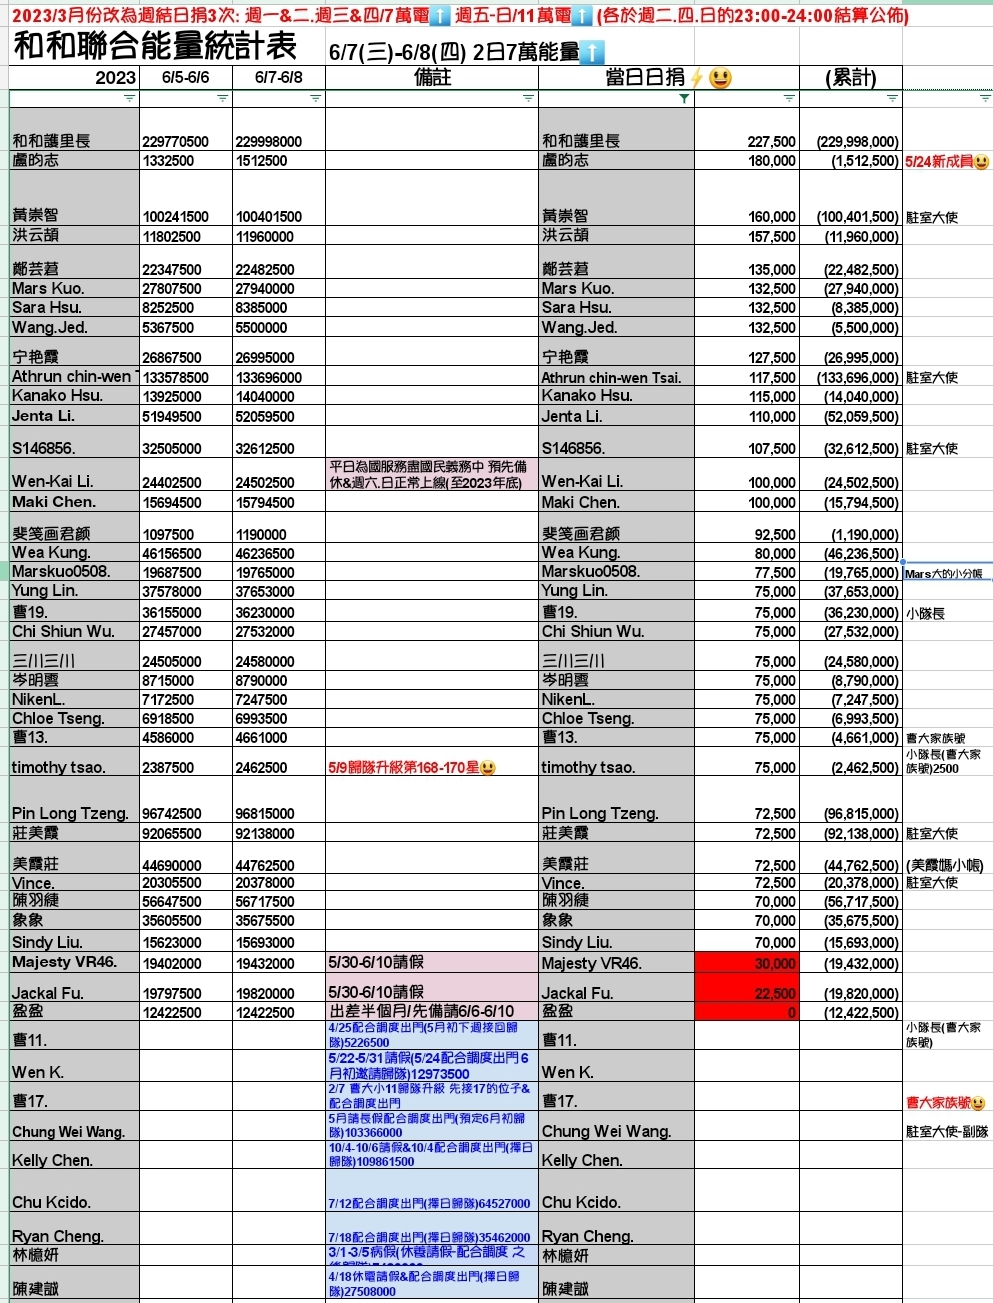 2023/3月份改為週結日捐3次: 週一&二.週三&四/7萬電⬆️ 週五-日/11萬電⬆️ (各於週二.四.日的23:00-24:00結算公佈)
和和聯合能量統計表 6/7(三)-6/8(四) 2日7萬能量⬆️
2023 6/5-6/6 6/7-6/8 備註 當日日捐⚡😃 (累計)
和和護里長 229770500 229998000 和和護里長 227,500 (229,998,000)
盧昀志 1332500 1512500 盧昀志 180,000 (1,512,500) 5/24新成員😃
黃崇智 100241500 100401500 黃崇智 160,000 (100,401,500) 駐室大使
洪云頡 11802500 11960000 洪云頡 157,500 (11,960,000)
鄭芸莙 22347500 22482500 鄭芸莙 135,000 (22,482,500)
Mars Kuo. 27807500 27940000 Mars Kuo. 132,500 (27,940,000)
Sara Hsu. 8252500 8385000 Sara Hsu. 132,500 (8,385,000)
Wang.Jed. 5367500 5500000 Wang.Jed. 132,500 (5,500,000)
宁艳霞 26867500 26995000 宁艳霞 127,500 (26,995,000)
Athrun chin-wen T 133578500 133696000 Athrun chin-wen Tsai. 117,500 (133,696,000) 駐室大使
Kanako Hsu. 13925000 14040000 Kanako Hsu. 115,000 (14,040,000)
Jenta Li. 51949500 52059500 Jenta Li. 110,000 (52,059,500)
S146856. 32505000 32612500 S146856. 107,500 (32,612,500) 駐室大使
平日為國服務盡國民義務中 預先備
Wen-Kai Li. 24402500 24502500 休&週六.日正常上線(至2023年底) Wen-Kai Li. 100,000 (24,502,500)
Maki Chen. 15694500 15794500 Maki Chen. 100,000 (15,794,500)
斐笺画君颜 1097500 1190000 斐笺画君颜 92,500 (1,190,000)
Wea Kung. 46156500 46236500 Wea Kung. 80,000 (46,236,500)
Marskuo0508. 19687500 19765000 Marskuo0508. 77,500 (19,765,000) Mars大的小分帳
Yung Lin. 37578000 37653000 Yung Lin. 75,000 (37,653,000)
曹19. 36155000 36230000 曹19. 75,000 (36,230,000) 小隊長
Chi Shiun Wu. 27457000 27532000 Chi Shiun Wu. 75,000 (27,532,000)
三川三川 24505000 24580000 三川三川 75,000 (24,580,000)
岑明雲 8715000 8790000 岑明雲 75,000 (8,790,000)
NikenL. 7172500 7247500 NikenL. 75,000 (7,247,500)
Chloe Tseng. 6918500 6993500 Chloe Tseng. 75,000 (6,993,500)
曹13. 4586000 4661000 曹13. 75,000 (4,661,000) 曹大家族號
小隊長(曹大家
timothy tsao. 2387500 2462500 5/9歸隊升級第168-170星😃 timothy tsao. 75,000 (2,462,500) 族號)2500
Pin Long Tzeng. 96742500 96815000 Pin Long Tzeng. 72,500 (96,815,000)
莊美霞 92065500 92138000 莊美霞 72,500 (92,138,000) 駐室大使
美霞莊 44690000 44762500 美霞莊 72,500 (44,762,500) (美霞媽小帳)
Vince. 20305500 20378000 Vince. 72,500 (20,378,000) 駐室大使
陳羽緁 56647500 56717500 陳羽緁 70,000 (56,717,500)
象象 35605500 35675500 象象 70,000 (35,675,500)
Sindy Liu. 15623000 15693000 Sindy Liu. 70,000 (15,693,000)
Majesty VR46. 19402000 19432000 5/30-6/10請假 Majesty VR46. 30,000 (19,432,000)
Jackal Fu. 19797500 19820000 5/30-6/10請假 Jackal Fu. 22,500 (19,820,000)
盈盈 12422500 12422500 出差半個月/先備請6/6-6/10 盈盈 0 (12,422,500)
4/25配合調度出門(5月初下週接回歸 小隊長(曹大家
曹11. 隊)5226500 曹11. 族號)
5/22-5/31請假(5/24配合調度出門 6
Wen K. 月初邀請歸隊)12973500 Wen K.
2/7 曹大小11歸隊升級 先接17的位子&
曹17. 配合調度出門 曹17. 曹大家族號😃
5月請長假配合調度出門(預定6月初歸
Chung Wei Wang. 隊)103366000 Chung Wei Wang. 駐室大使-副隊
10/4-10/6請假&10/4配合調度出門(擇日
Kelly Chen. 歸隊)109861500 Kelly Chen.
Chu Kcido. 7/12配合調度出門(擇日歸隊)64527000 Chu Kcido.
Ryan Cheng. 7/18配合調度出門(擇日歸隊)35462000 Ryan Cheng.
林憶妍 3/1-3/5病假(休養請假-配合調度 之 林憶妍
4/18休電請假&配合調度出門(擇日歸
陳建誠 隊)27508000 陳建誠